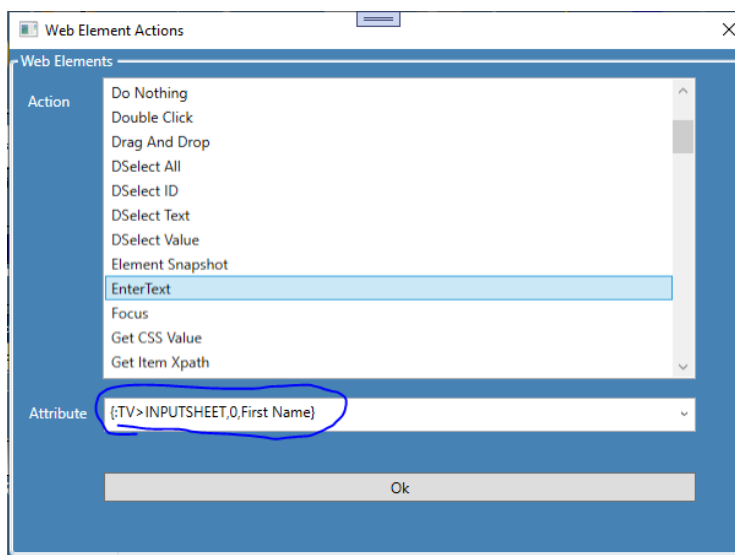 Web Element Actions
Web Elements
Action
Do Nothing
Double Click
Drag And Drop
DSelect All
DSelect ID
DSelect Text
DSelect Value
Element Snapshot
EnterText
Focus
Get CSS Value
Get Item Xpath
Attribute
{:TV>INPUTSHEET,0,First Name}
Ok